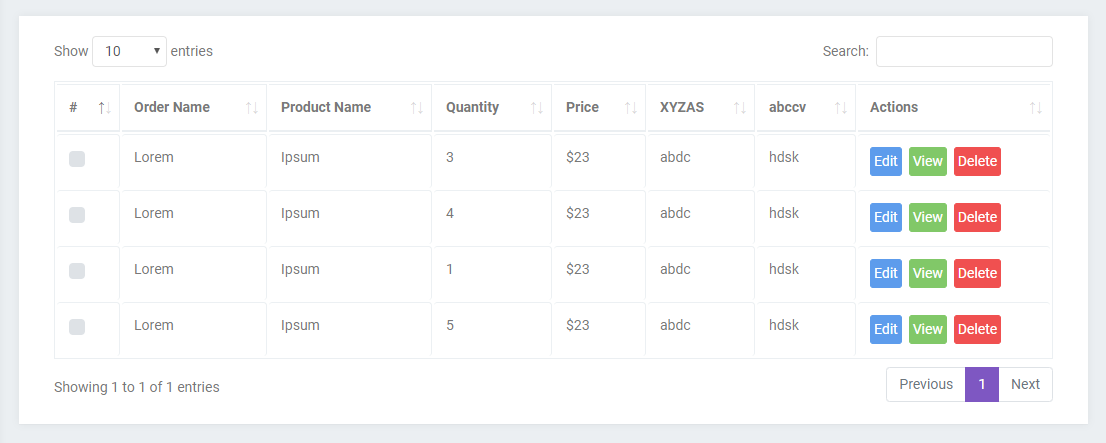 Show 10 entries Search:
# Order Name Product Name Quantity Price XYZAS abccv Actions
Lorem Ipsum 3 $23 abdc hdsk Edit View Delete
Lorem Ipsum 4 $23 abdc hdsk Edit View Delete
Lorem Ipsum 1 $23 abdc hdsk Edit View Delete
Lorem Ipsum 5 $23 abdc hdsk Edit View Delete
Showing 1 to 1 of 1 entries Previous 1 Next